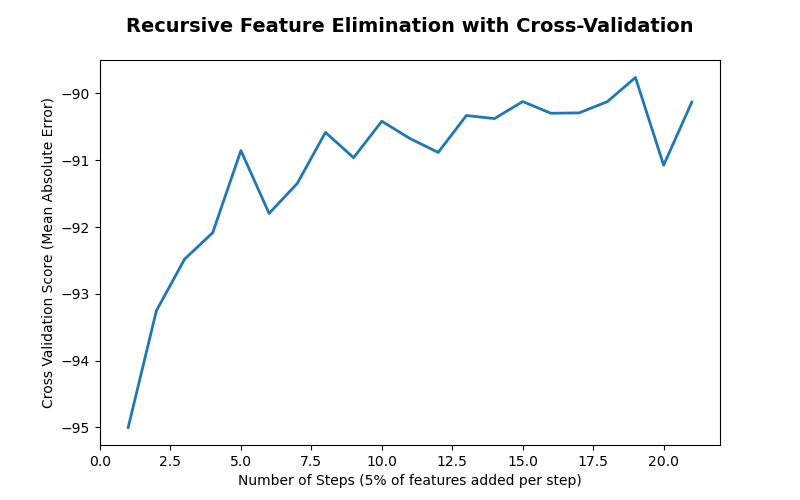 Recursive Feature Elimination with Cross-Validation
Cross Validation Score (Mean Absolute Error)
−90
−91
−92
−93
−94
−95
0.0 2.5 5.0 7.5 10.0 12.5 15.0 17.5 20.0
Number of Steps (5% of features added per step)